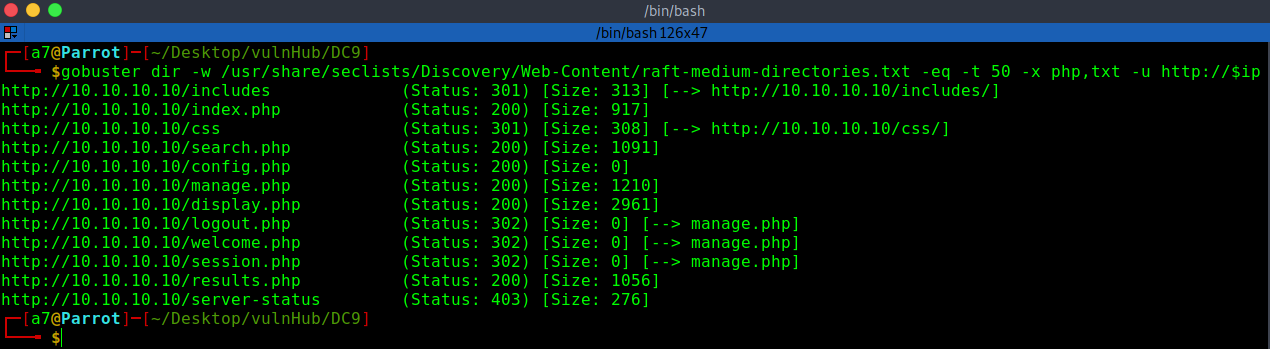 /bin/bash
/bin/bash 126x47
┌─[a7@Parrot]─[~/Desktop/vulnHub/DC9]
└──╼ $gobuster dir -w /usr/share/seclists/Discovery/Web-Content/raft-medium-directories.txt -eq -t 50 -x php,txt -u http://$ip
http://10.10.10.10/includes             (Status: 301) [Size: 313] [--> http://10.10.10.10/includes/]
http://10.10.10.10/index.php            (Status: 200) [Size: 917]
http://10.10.10.10/css                  (Status: 301) [Size: 308] [--> http://10.10.10.10/css/]
http://10.10.10.10/search.php           (Status: 200) [Size: 1091]
http://10.10.10.10/config.php           (Status: 200) [Size: 0]
http://10.10.10.10/manage.php           (Status: 200) [Size: 1210]
http://10.10.10.10/display.php          (Status: 200) [Size: 2961]
http://10.10.10.10/logout.php           (Status: 302) [Size: 0] [--> manage.php]
http://10.10.10.10/welcome.php          (Status: 302) [Size: 0] [--> manage.php]
http://10.10.10.10/session.php          (Status: 302) [Size: 0] [--> manage.php]
http://10.10.10.10/results.php          (Status: 200) [Size: 1056]
http://10.10.10.10/server-status        (Status: 403) [Size: 276]
┌─[a7@Parrot]─[~/Desktop/vulnHub/DC9]
└──╼ $